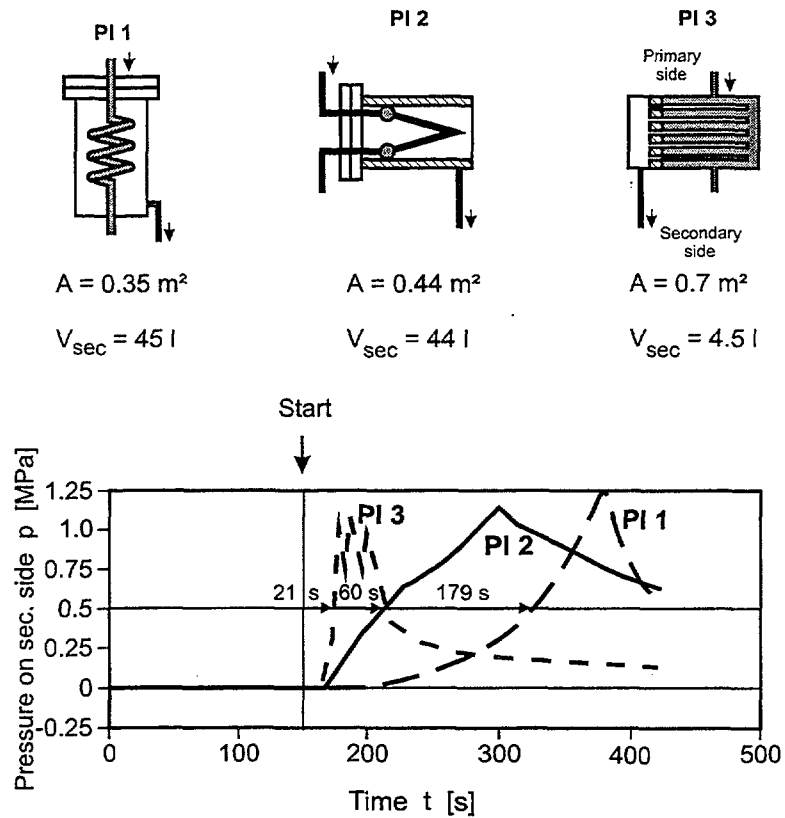 PI 1
PI 2
PI 3
Primary
side
Secondary
side
A = 0.35 m²
A = 0.44 m²
A = 0.7 m²
Vsec = 45 l
Vsec = 44 l
Vsec = 4.5 l
Start
Pressure on sec. side p [MPa]
1.25
1.0
0.75
0.5
0.25
0
-0.25
PI 3
PI 2
PI 1
21 s
60 s
179 s
0
100
200
300
400
500
Time t [s]